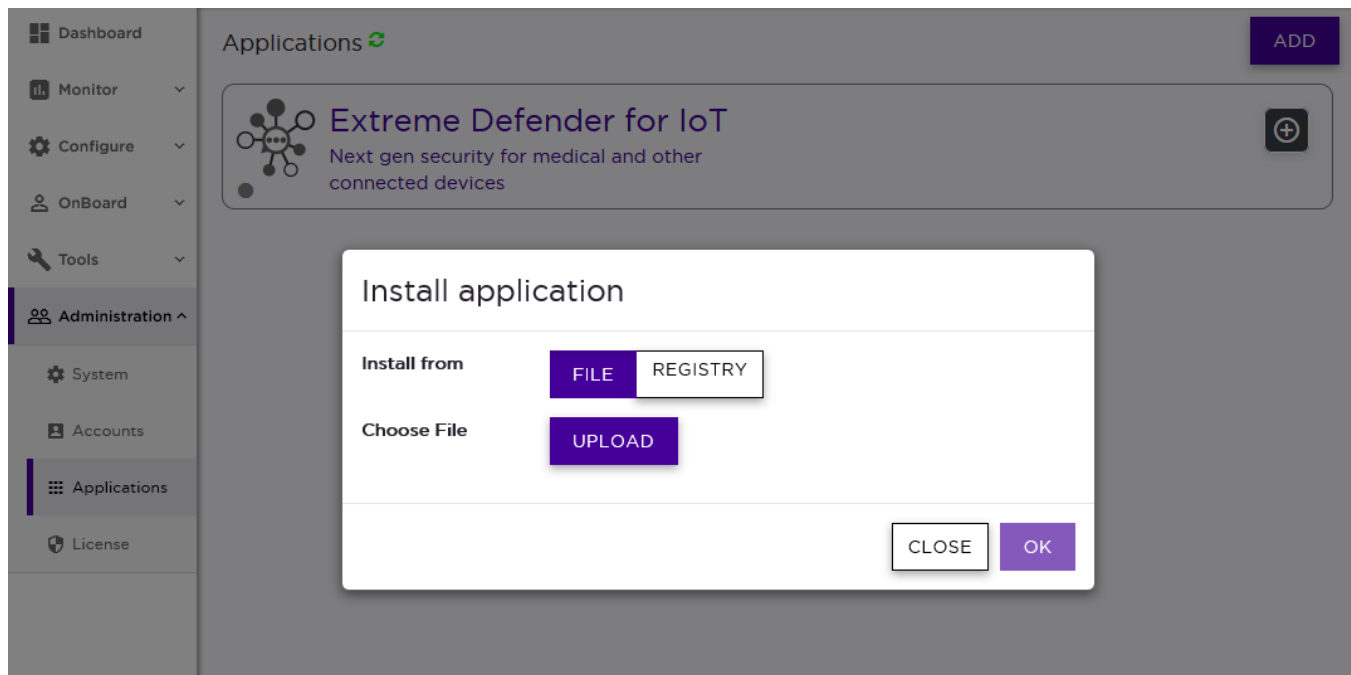 Dashboard
Monitor
Configure
OnBoard
Tools
Administration
System
Accounts
Applications
License
Applications
ADD
Extreme Defender for IoT
Next gen security for medical and other
connected devices
Install application
Install from
FILE
REGISTRY
Choose File
UPLOAD
CLOSE
OK